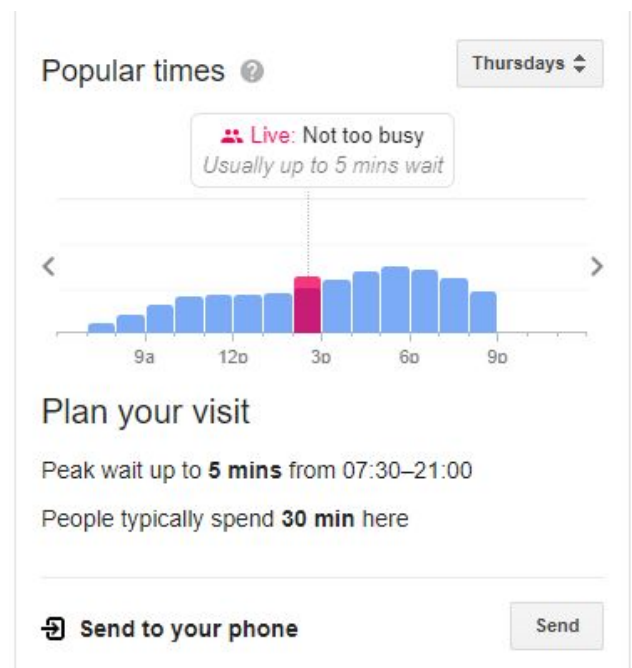 Popular times
Thursdays
Live: Not too busy
Usually up to 5 mins wait
9a 12p 3p 6p 9p
Plan your visit
Peak wait up to 5 mins from 07:30–21:00
People typically spend 30 min here
Send to your phone
Send